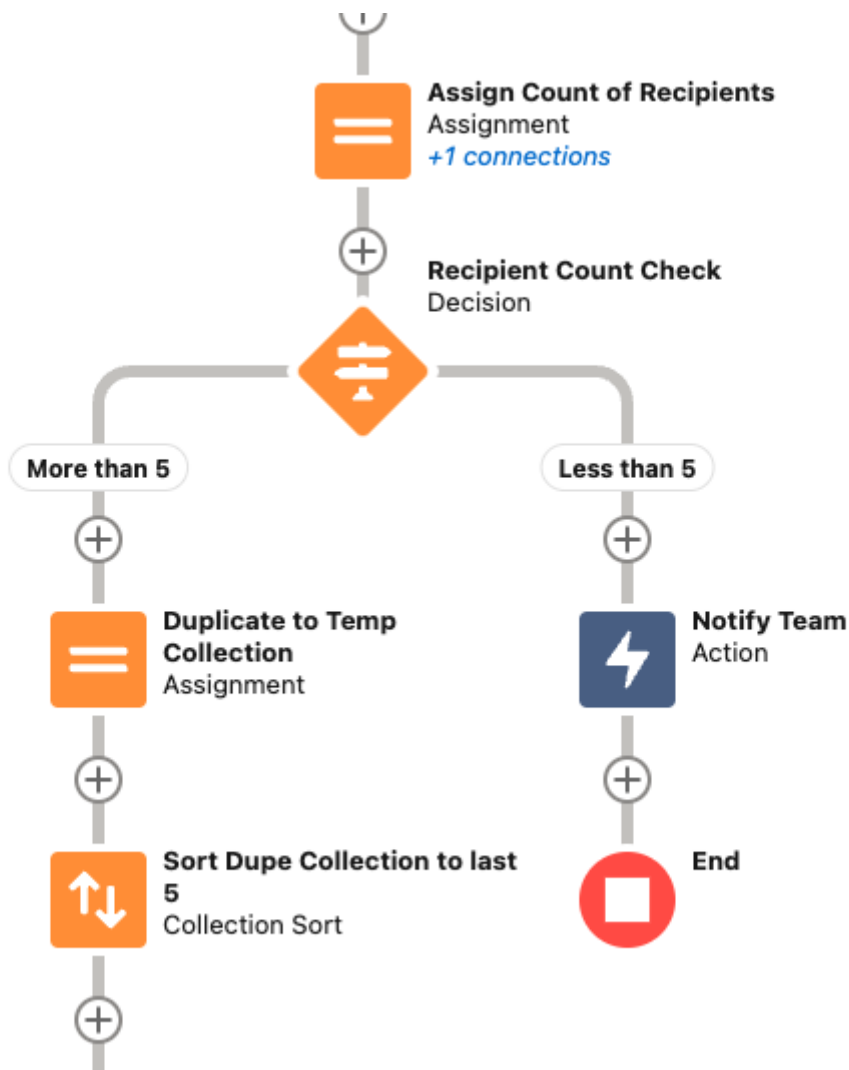 Assign Count of Recipients
Assignment
+1 connections
Recipient Count Check
Decision
More than 5
Less than 5
Duplicate to Temp
Collection
Assignment
Notify Team
Action
Sort Dupe Collection to last
5
Collection Sort
End